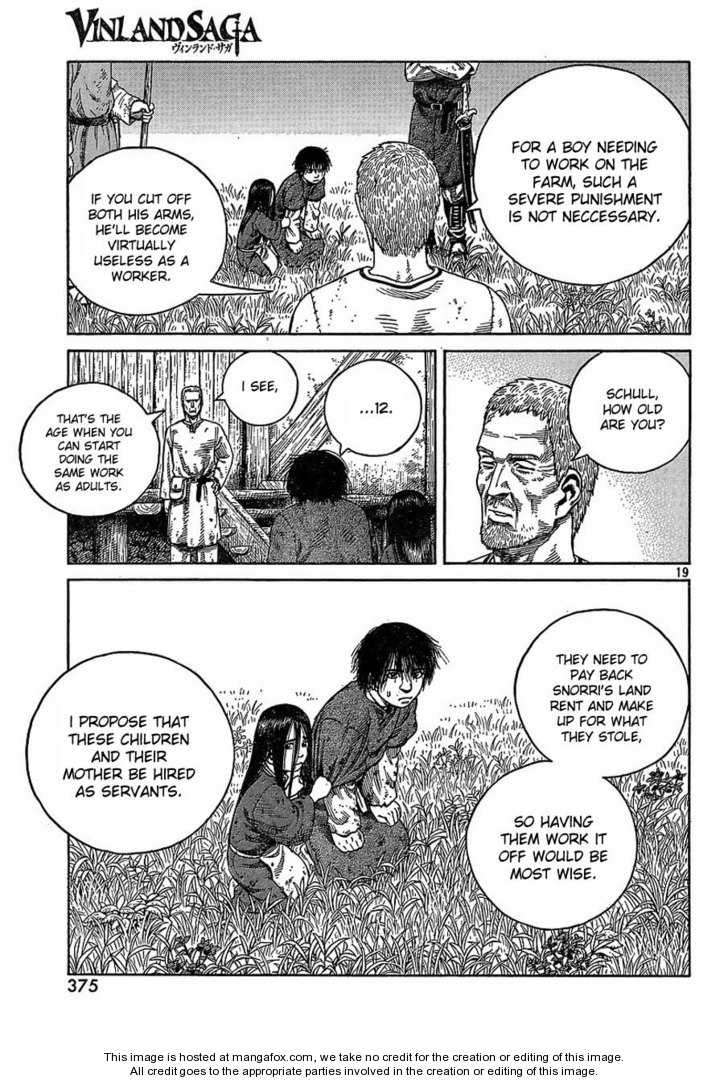 VINLAND SAGA
ヴィンランド・サガ
FOR A BOY NEEDING
TO WORK ON THE
FARM, SUCH A
SEVERE PUNISHMENT
IS NOT NECCESSARY.
IF YOU CUT OFF
BOTH HIS ARMS,
HE'LL BECOME
VIRTUALLY
USELESS AS A
WORKER.
SCHULL,
HOW OLD
ARE YOU?
...12.
I SEE,
THAT'S THE
AGE WHEN YOU
CAN START
DOING THE
SAME WORK
AS ADULTS.
19
THEY NEED TO
PAY BACK
SNORRI'S LAND
RENT AND MAKE
UP FOR WHAT
THEY STOLE,
SO HAVING
THEM WORK IT
OFF WOULD BE
MOST WISE.
I PROPOSE THAT
THESE CHILDREN
AND THEIR
MOTHER BE HIRED
AS SERVANTS.
375
This image is hosted at mangafox.com, we take no credit for the creation or editing of this image.
All credit goes to the appropriate parties involved in the creation or editing of this image.